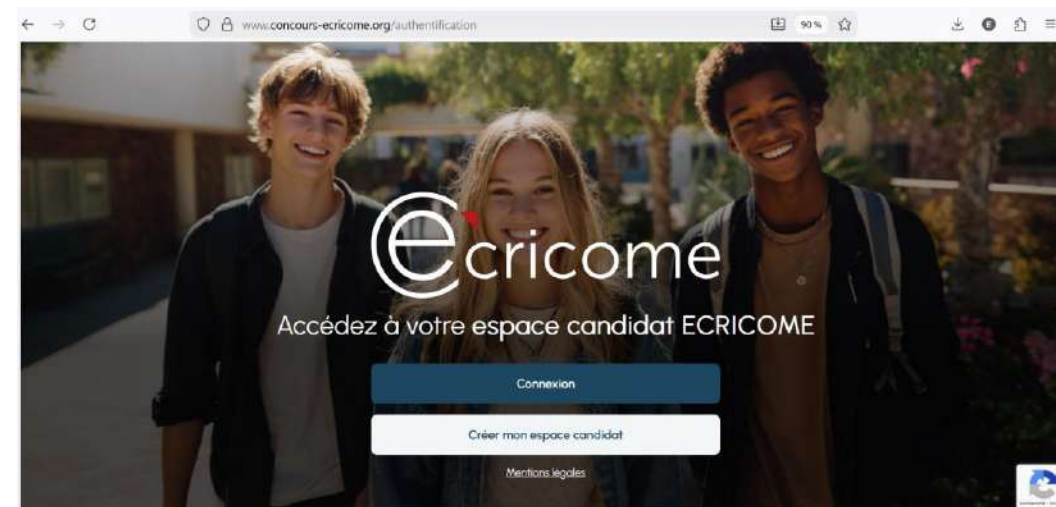 www.concours-ecricome.org/authentification
90 %
ecricome
Accédez à votre espace candidat ECRICOME
Connexion
Créer mon espace candidat
Mentions légales